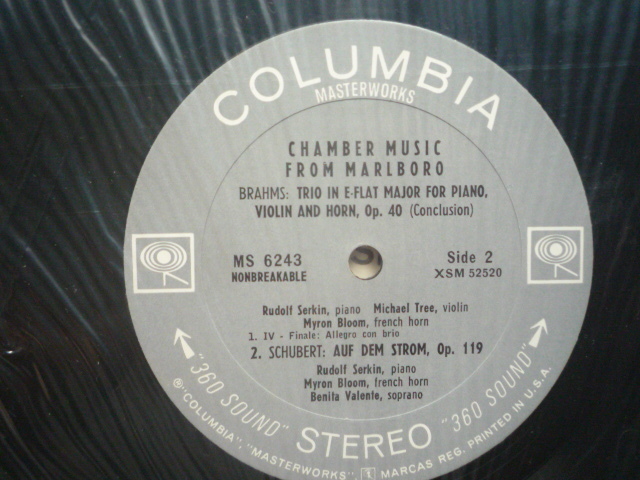 COLUMBIA
MASTERWORKS
CHAMBER MUSIC
FROM MARLBORO
BRAHMS: TRIO IN E-FLAT MAJOR FOR PIANO,
VIOLIN AND HORN, Op. 40 (Conclusion)
MS 6243
NONBREAKABLE
Side 2
XSM 52520
Rudolf Serkin, piano Michael Tree, violin
Myron Bloom, french horn
1. IV - Finale: Allegro con brio
2. SCHUBERT: AUF DEM STROM, Op. 119
Rudolf Serkin, piano
Myron Bloom, french horn
Benita Valente, soprano
"360 SOUND" STEREO "360 SOUND"
® "COLUMBIA", "MASTERWORKS", MARCAS REG. PRINTED IN U.S.A.